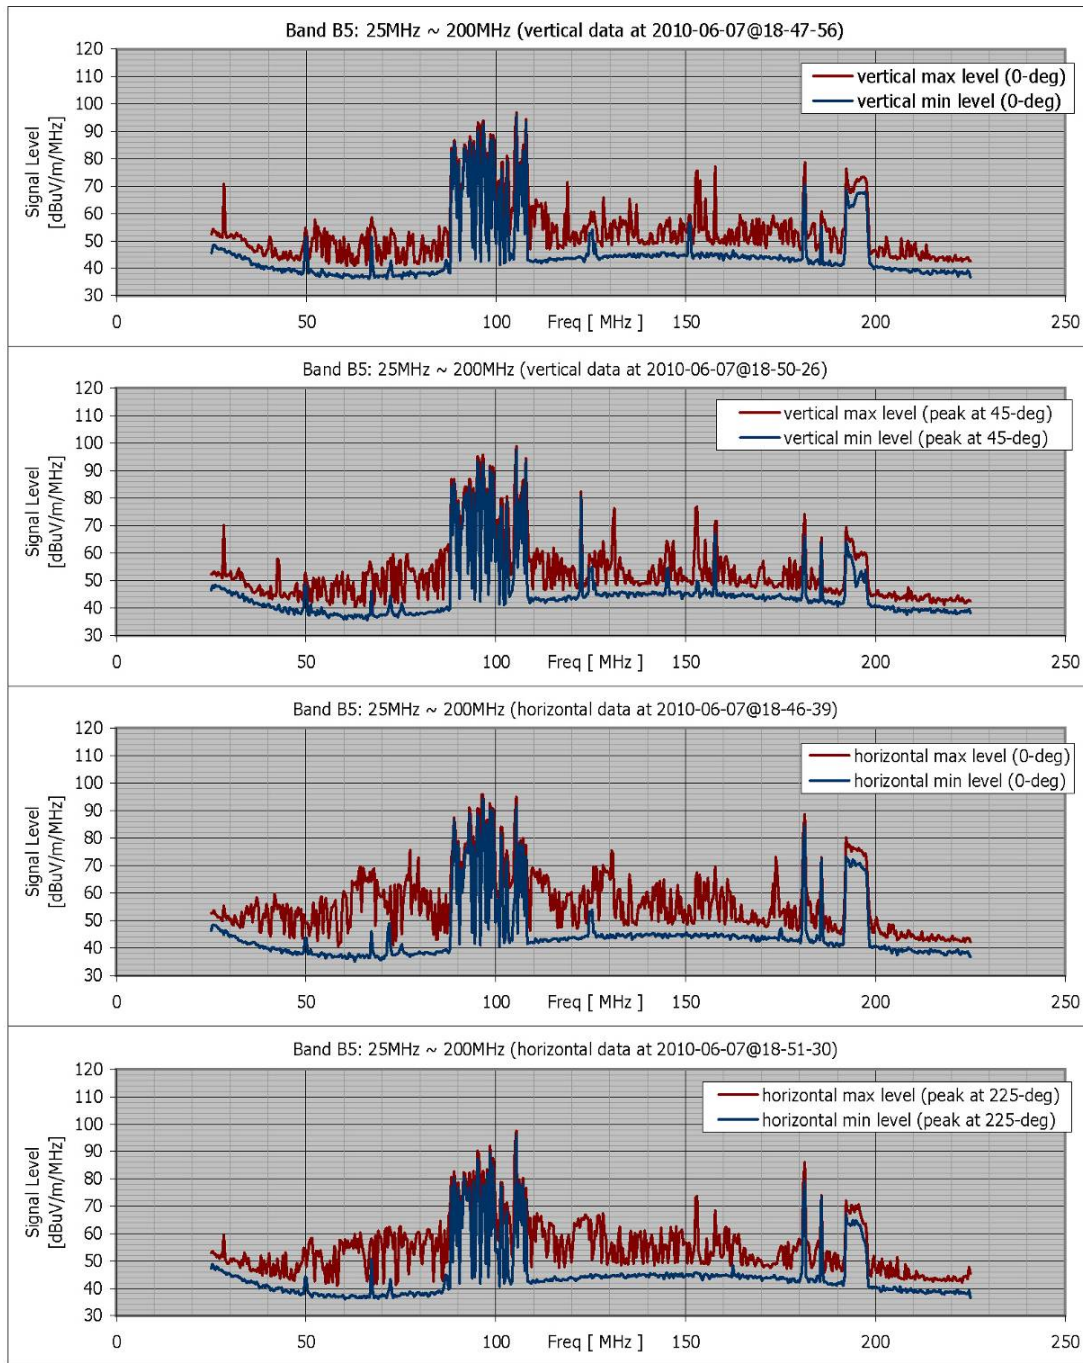 Band B5: 25MHz ~ 200MHz (vertical data at 2010-06-07@18-47-56)
vertical max level (0-deg)
vertical min level (0-deg)
Signal Level
[dBuV/m/MHz]
120
110
100
90
80
70
60
50
40
30
0 50 100 150 200 250
Freq [ MHz ]
Band B5: 25MHz ~ 200MHz (vertical data at 2010-06-07@18-50-26)
vertical max level (peak at 45-deg)
vertical min level (peak at 45-deg)
Signal Level
[dBuV/m/MHz]
120
110
100
90
80
70
60
50
40
30
0 50 100 150 200 250
Freq [ MHz ]
Band B5: 25MHz ~ 200MHz (horizontal data at 2010-06-07@18-46-39)
horizontal max level (0-deg)
horizontal min level (0-deg)
Signal Level
[dBuV/m/MHz]
120
110
100
90
80
70
60
50
40
30
0 50 100 150 200 250
Freq [ MHz ]
Band B5: 25MHz ~ 200MHz (horizontal data at 2010-06-07@18-51-30)
horizontal max level (peak at 225-deg)
horizontal min level (peak at 225-deg)
Signal Level
[dBuV/m/MHz]
120
110
100
90
80
70
60
50
40
30
0 50 100 150 200 250
Freq [ MHz ]